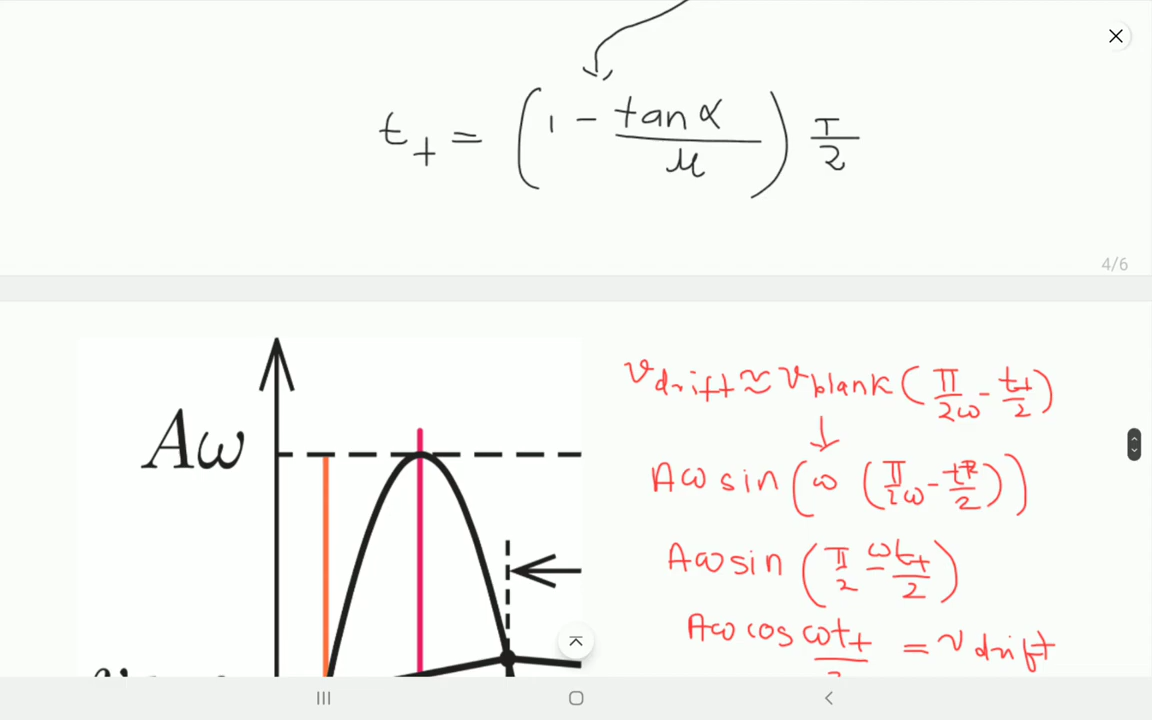 t₊ = (1 - tan α / μ) T/2
4/6
v drift ≈ v blank (π/2ω - t₊/2)
Aω
↓
Aω sin (ω (π/2ω - t₊/2))
Aω sin (π/2 - ωt₊/2)
Aω cos ωt₊/2 = v drift